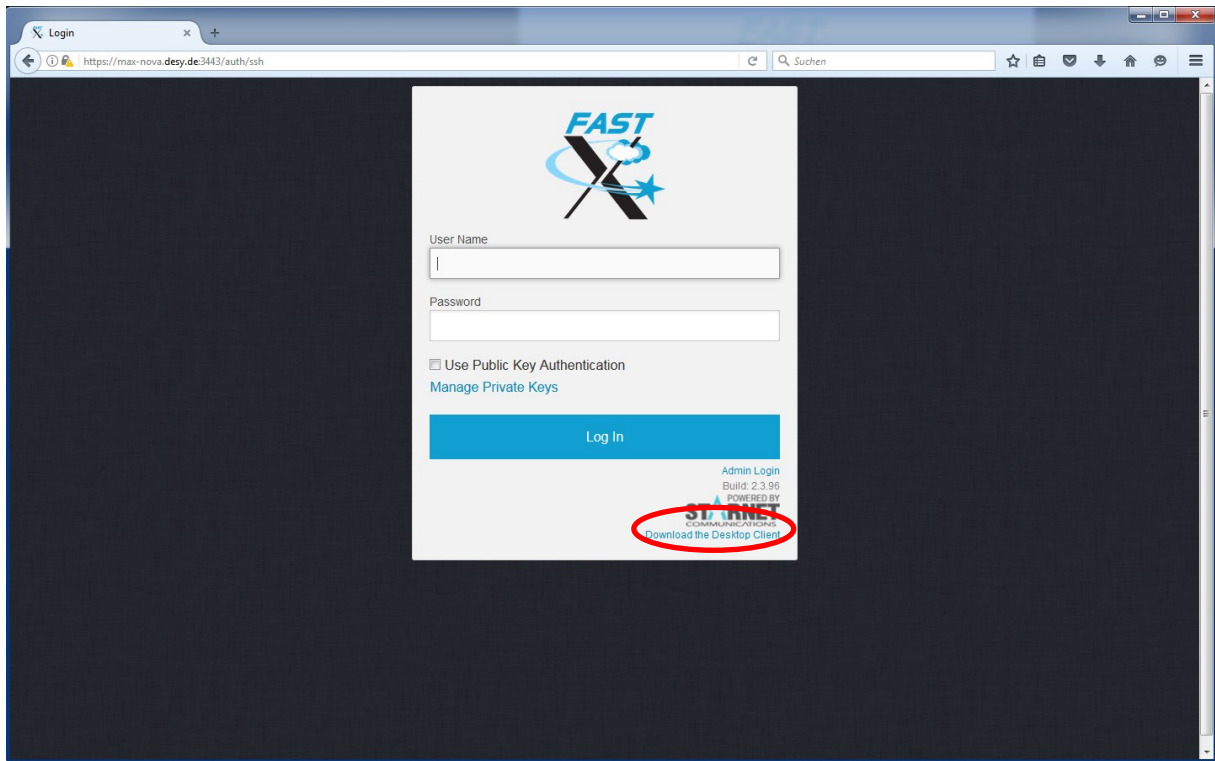 Login
https://max-nova.desy.de:3443/auth/ssh
Suchen
FAST
X
User Name
Password
Use Public Key Authentication
Manage Private Keys
Log In
Admin Login
Build: 2.3.96
POWERED BY
STARNET
COMMUNICATIONS
Download the Desktop Client